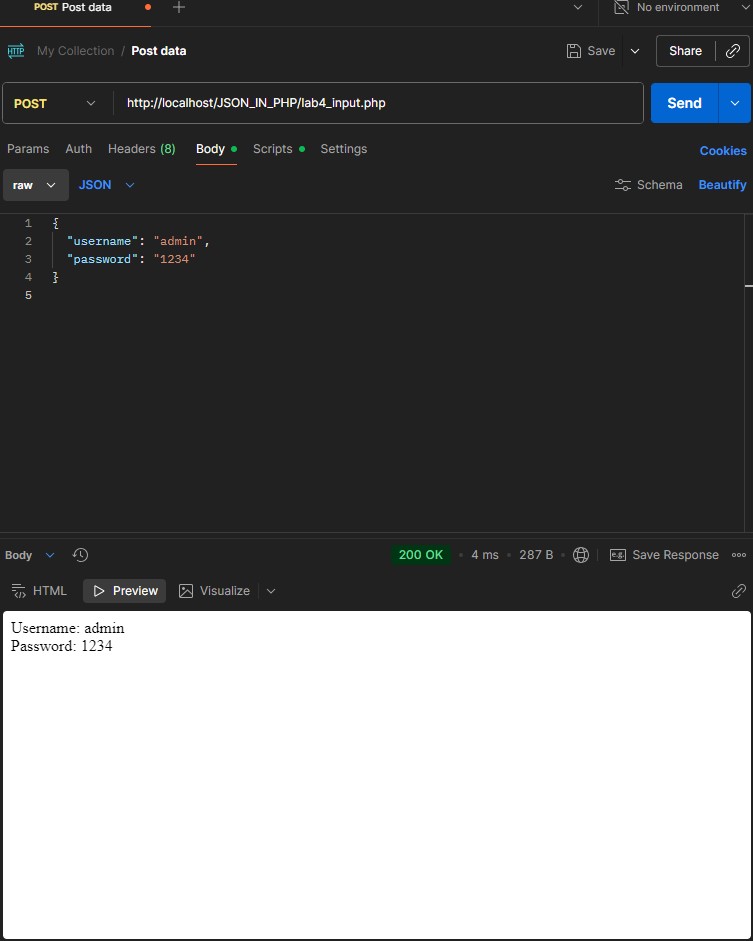 POST Post data
No environment
HTTP My Collection / Post data
Save
Share
POST
http://localhost/JSON_IN_PHP/lab4_input.php
Send
Params Auth Headers (8) Body Scripts Settings
Cookies
raw
JSON
Schema
Beautify
1 {
2 "username": "admin",
3 "password": "1234"
4 }
5
Body
200 OK • 4 ms • 287 B • e.g. Save Response
HTML Preview Visualize
Username: admin
Password: 1234